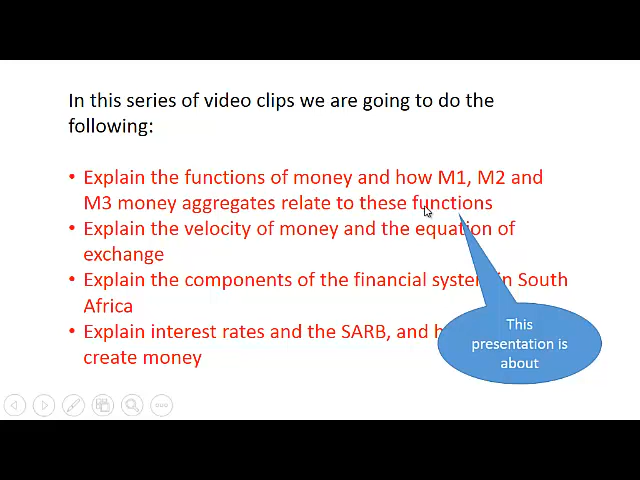 In this series of video clips we are going to do the
following:
• Explain the functions of money and how M1, M2 and
M3 money aggregates relate to these functions
• Explain the velocity of money and the equation of
exchange
• Explain the components of the financial system in South
Africa
• Explain interest rates and the SARB, and
create money
This
presentation is
about